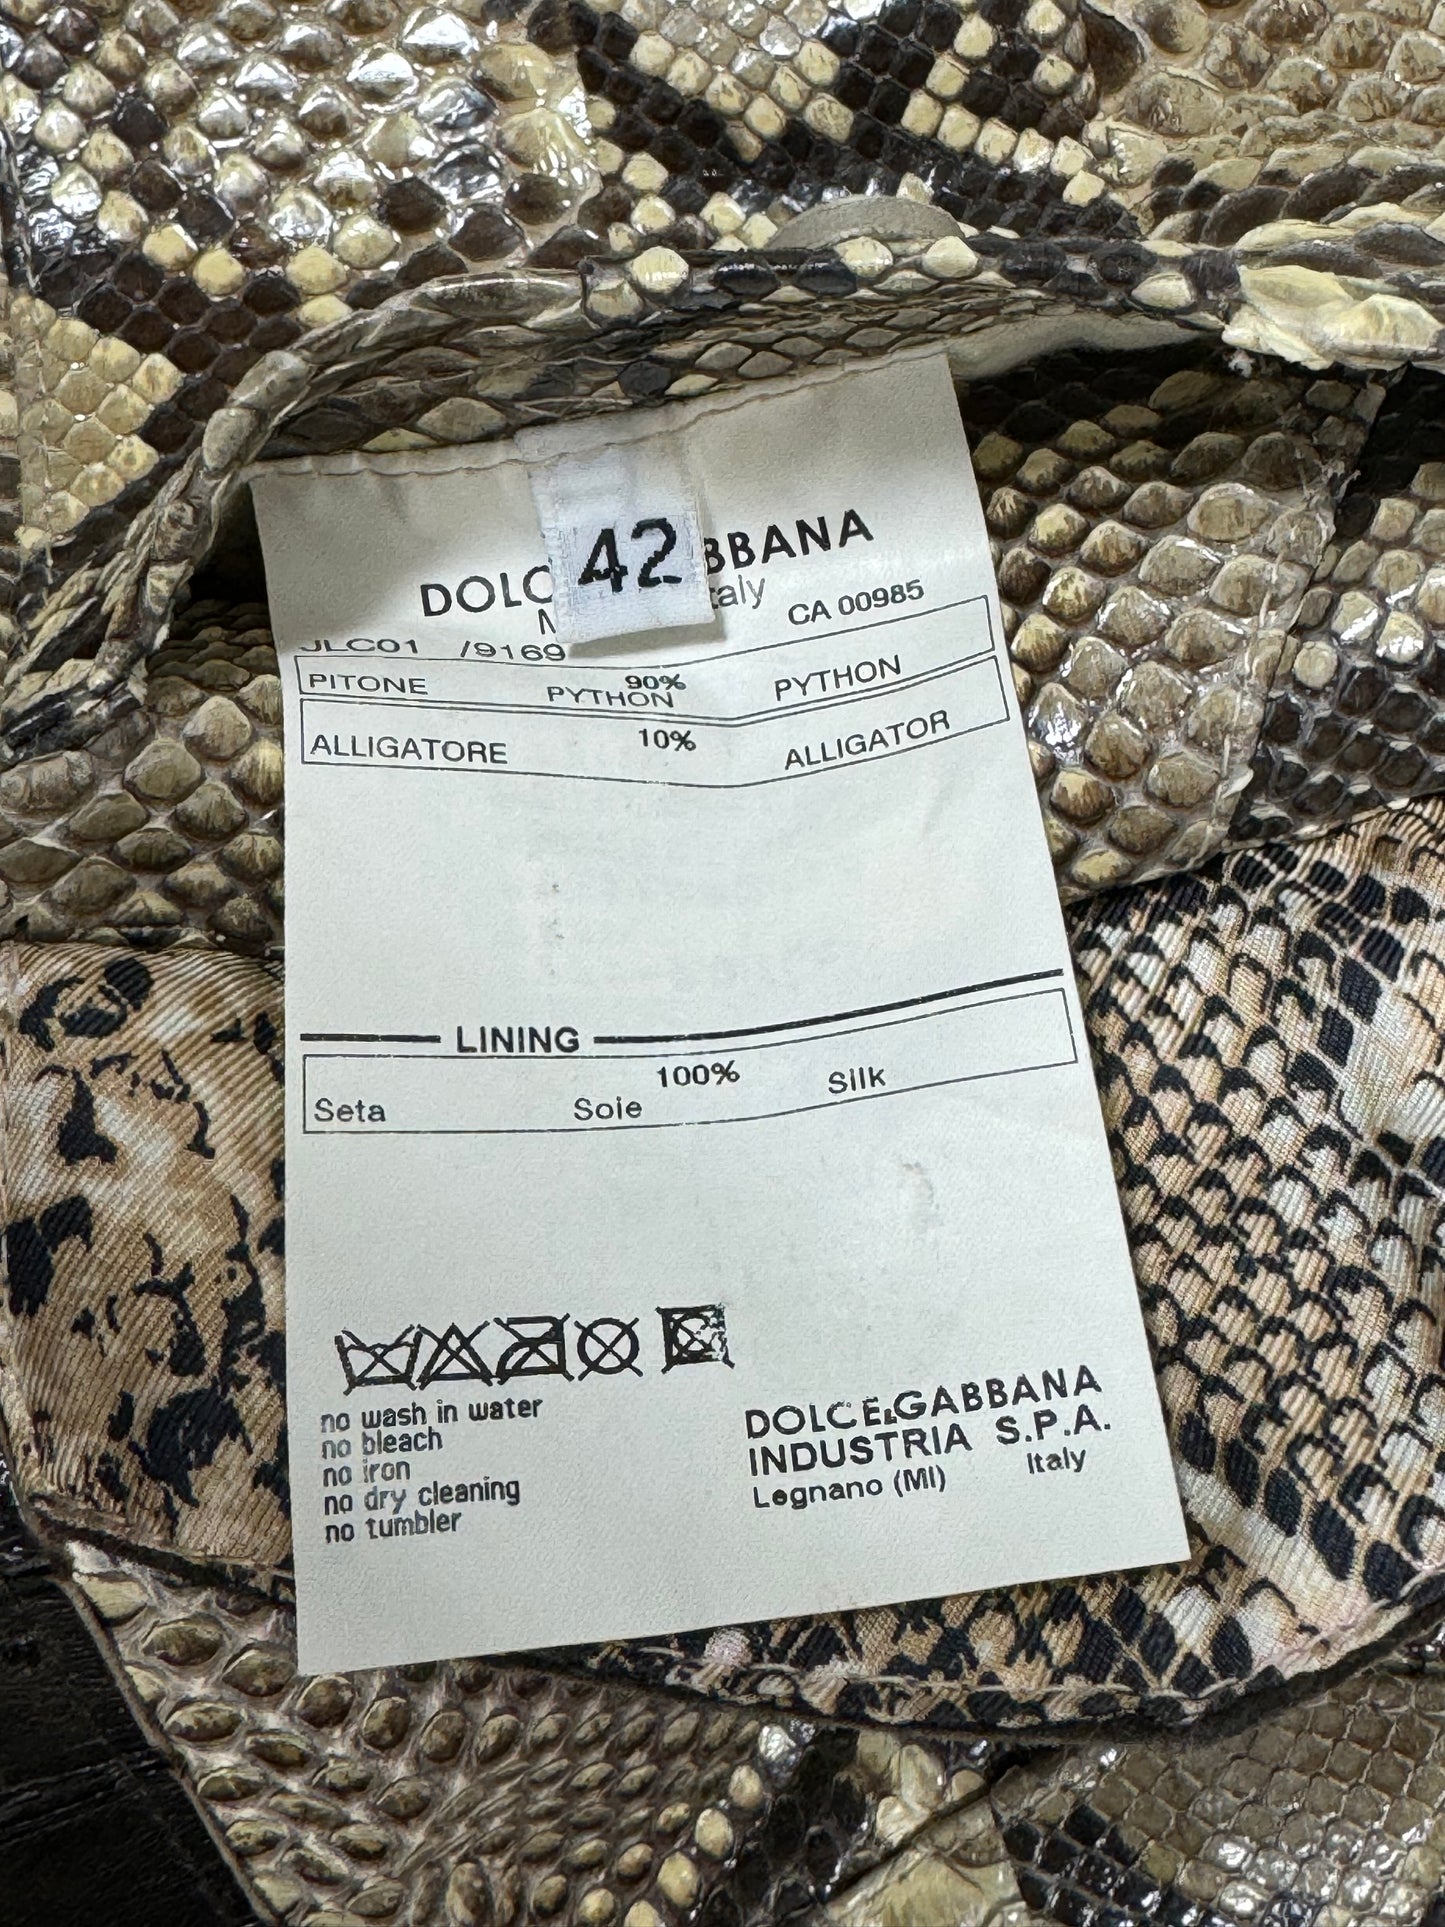 42
DOLC BBANA
taly
JLC01 /9169 CA 00985
PITONE 90% PYTHON PYTHON
ALLIGATORE 10% ALLIGATOR
LINING
Seta Soie 100% Silk
no wash in water
no bleach
no iron
no dry cleaning
no tumbler
DOLCE&GABBANA
INDUSTRIA S.P.A.
Legnano (MI) Italy